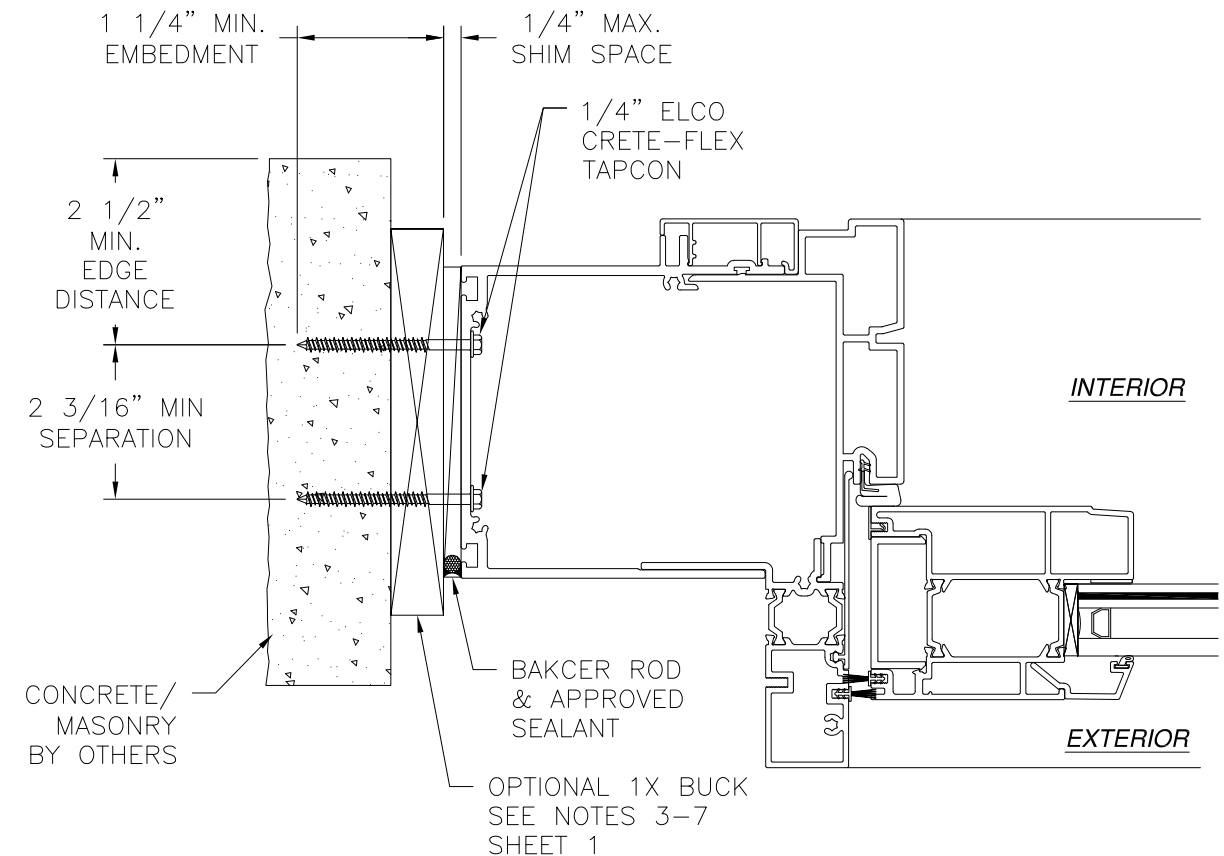 1 1/4” MIN.
EMBEDMENT
1/4” MAX.
SHIM SPACE
1/4” ELCO
CRETE–FLEX
TAPCON
2 1/2”
MIN.
EDGE
DISTANCE
2 3/16” MIN
SEPARATION
INTERIOR
CONCRETE/
MASONRY
BY OTHERS
BAKCER ROD
& APPROVED
SEALANT
EXTERIOR
OPTIONAL 1X BUCK
SEE NOTES 3–7
SHEET 1